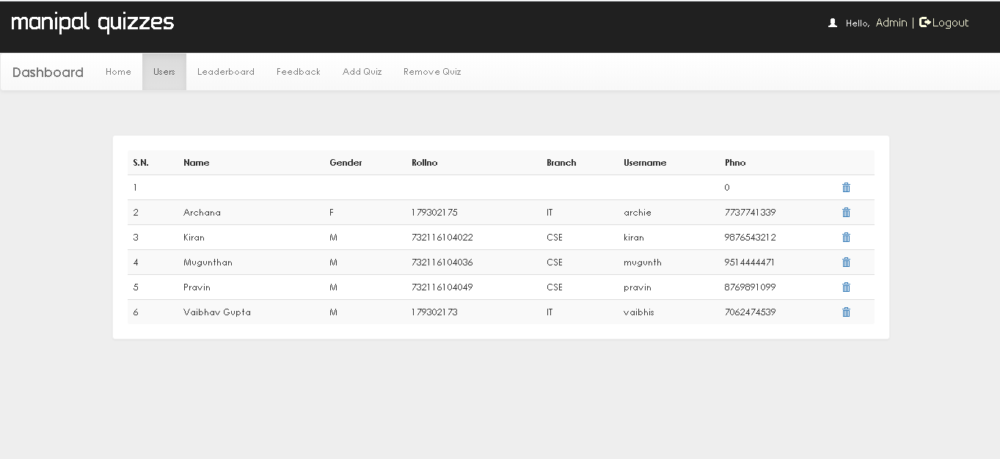 manipal quizzes
Hello, Admin | Logout
Dashboard Home Users Leaderboard Feedback Add Quiz Remove Quiz
S.N. Name Gender Rollno Branch Username Phno
1 0
2 Archana F 179302175 IT archie 7737741339
3 Kiran M 732116104022 CSE kiran 9876543212
4 Mugunthan M 732116104036 CSE mugunth 9514444471
5 Pravin M 732116104049 CSE pravin 8769891099
6 Vaibhav Gupta M 179302173 IT vaibhis 7062474539